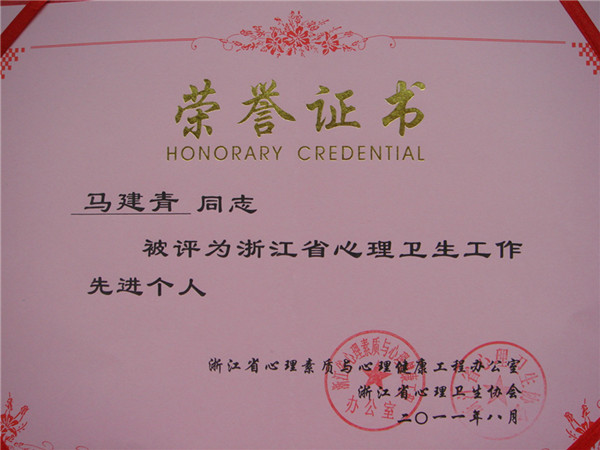 荣誉证书
HONORARY CREDENTIAL
马建青 同志
被评为浙江省心理卫生工作
先进个人
浙江省心理素质与心理健康工程办公室
浙江省心理卫生协会
二〇一一年八月
办公室